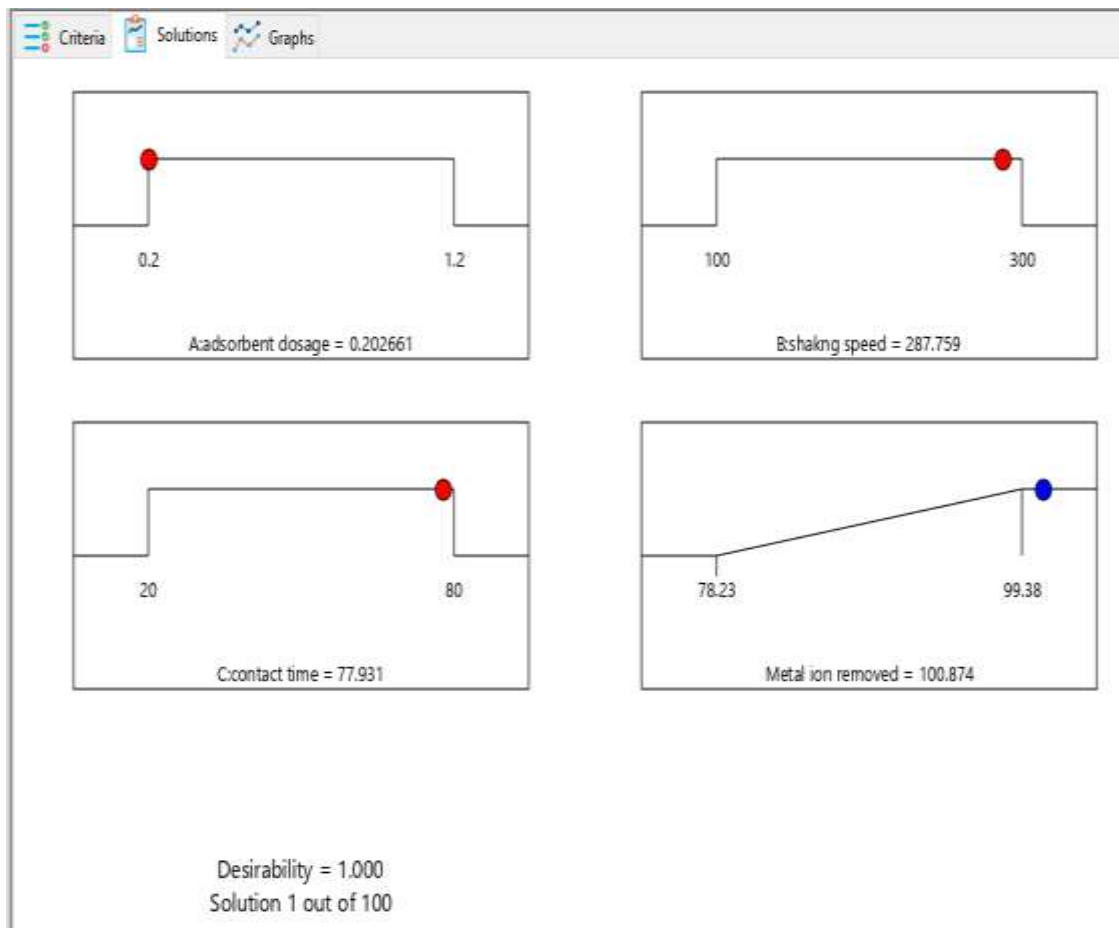 Criteria
Solutions
Graphs
0.2
1.2
A:adsorbent dosage = 0.202661
100
300
B:shakng speed = 287.759
20
80
C:contact time = 77.931
78.23
99.38
Metal ion removed = 100.874
Desirability = 1.000
Solution 1 out of 100